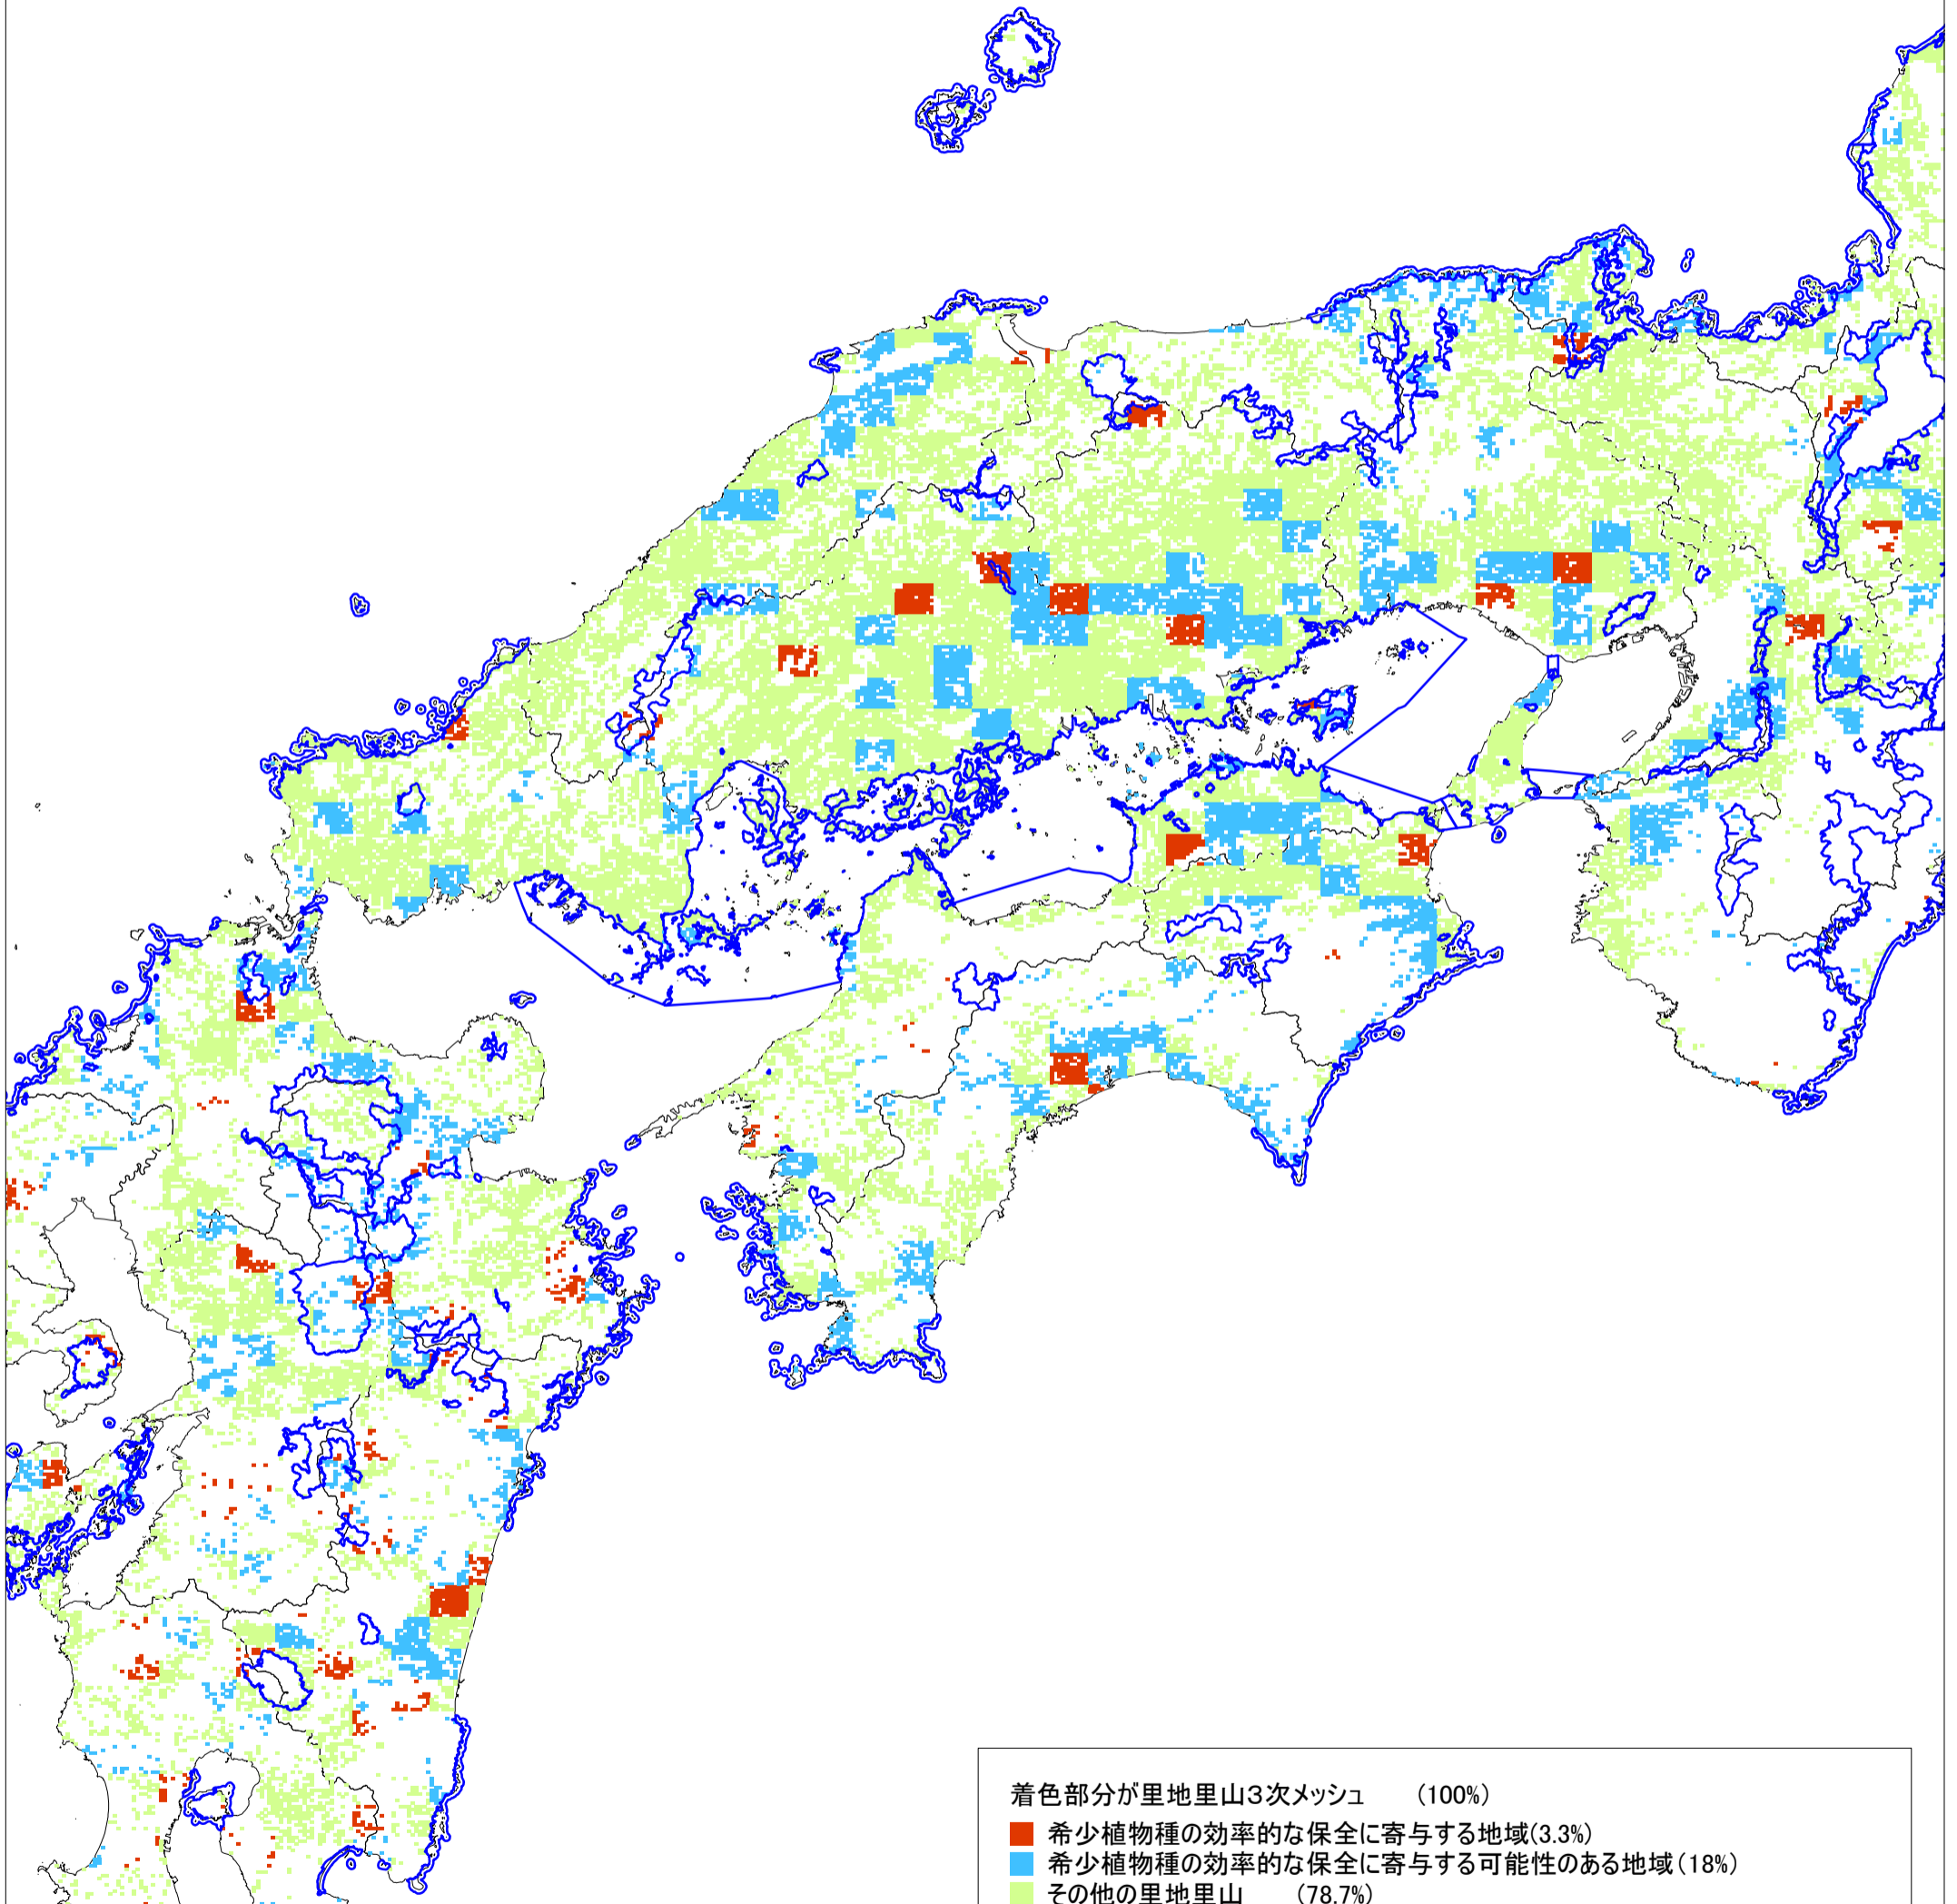 着色部分が里地里山３次メッシュ　　（100%）
希少植物種の効率的な保全に寄与する地域(3.3%)
希少植物種の効率的な保全に寄与する可能性のある地域（18%）
その他の里地里山　　（78.7%）